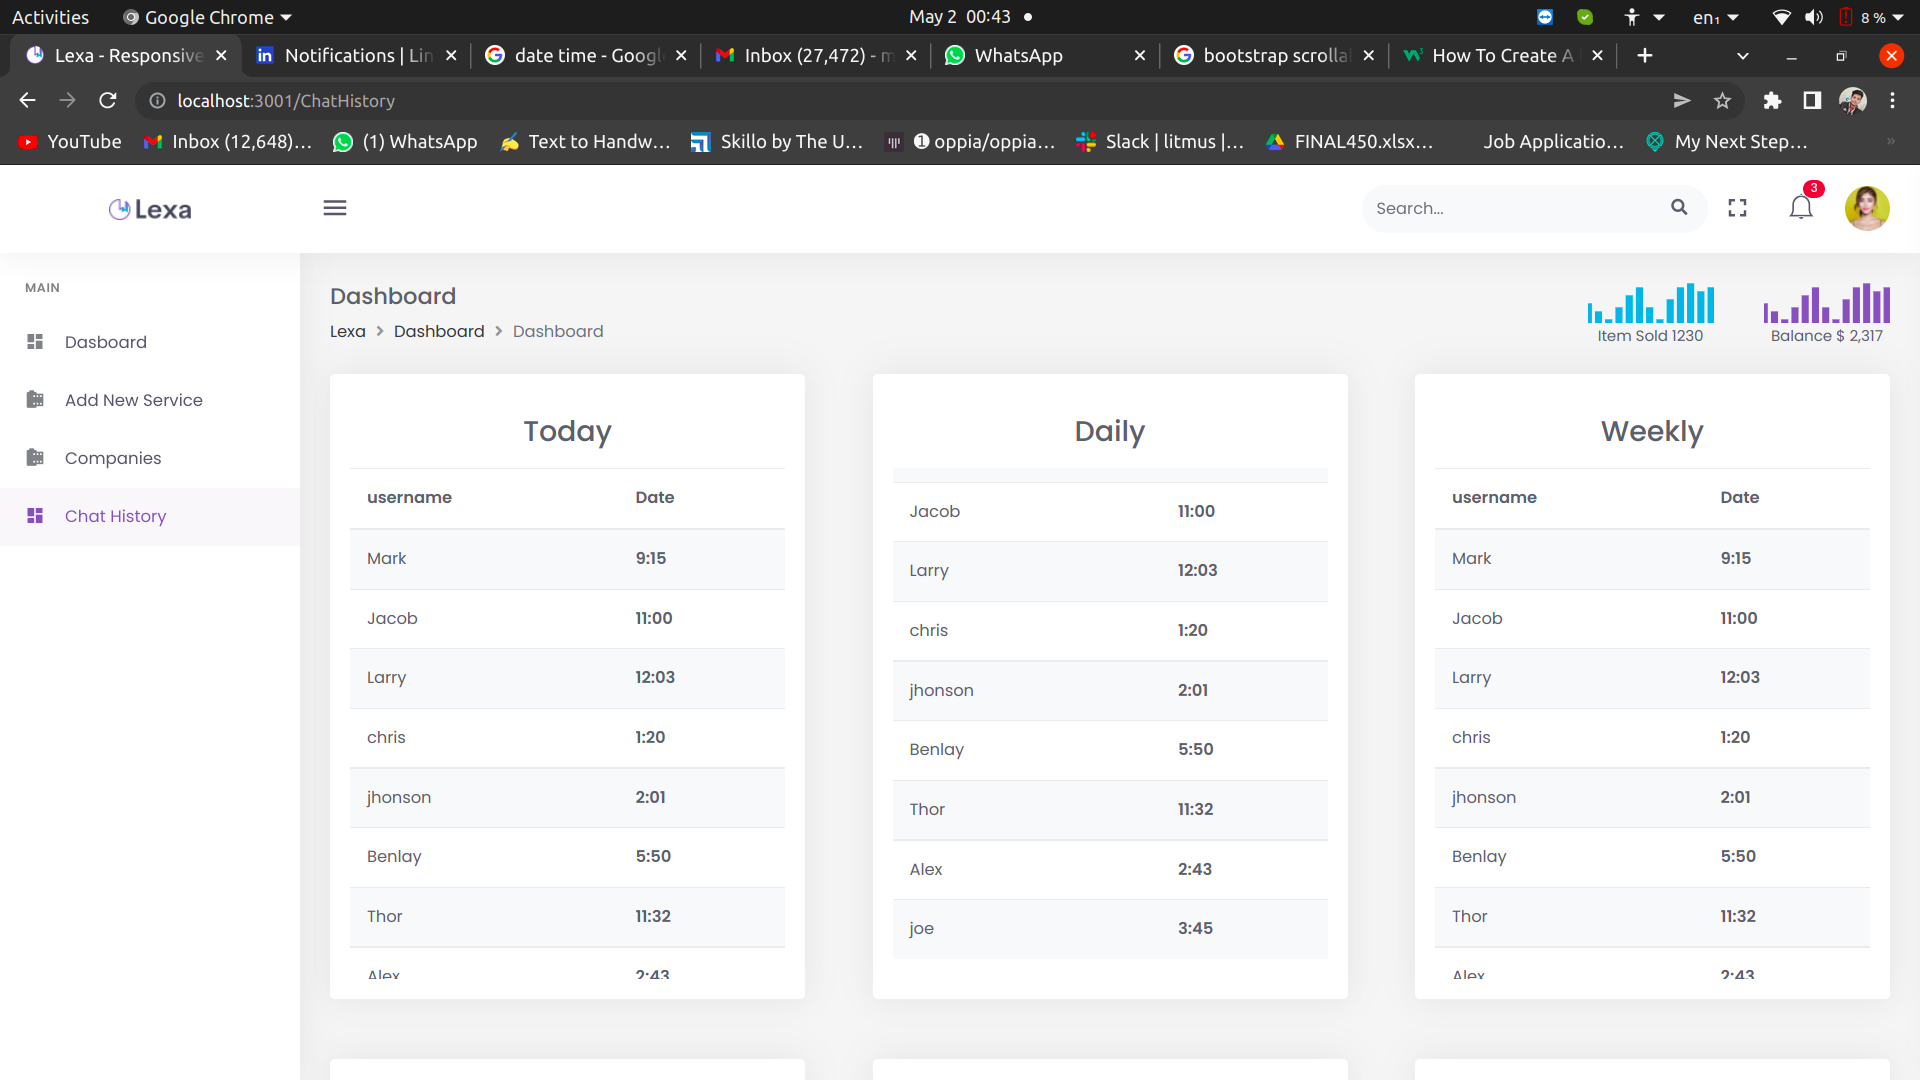 Activities
Google Chrome
May 2 00:43
en₁
8 %
Lexa - Responsive
Notifications | Lin
date time - Googl
Inbox (27,472) - m
WhatsApp
bootstrap scrolla
How To Create A
localhost:3001/ChatHistory
YouTube
Inbox (12,648)...
(1) WhatsApp
Text to Handw...
Skillo by The U...
oppia/oppia...
Slack | litmus |...
FINAL450.xlsx...
Job Applicatio...
My Next Step...
»
Lexa
Search...
3
MAIN
Dasboard
Add New Service
Companies
Chat History
Dashboard
Lexa > Dashboard > Dashboard
Item Sold 1230
Balance $ 2,317
Today
username Date
Mark 9:15
Jacob 11:00
Larry 12:03
chris 1:20
jhonson 2:01
Benlay 5:50
Thor 11:32
Alex 2:43
Daily
Jacob 11:00
Larry 12:03
chris 1:20
jhonson 2:01
Benlay 5:50
Thor 11:32
Alex 2:43
joe 3:45
Weekly
username Date
Mark 9:15
Jacob 11:00
Larry 12:03
chris 1:20
jhonson 2:01
Benlay 5:50
Thor 11:32
Alex 2:43